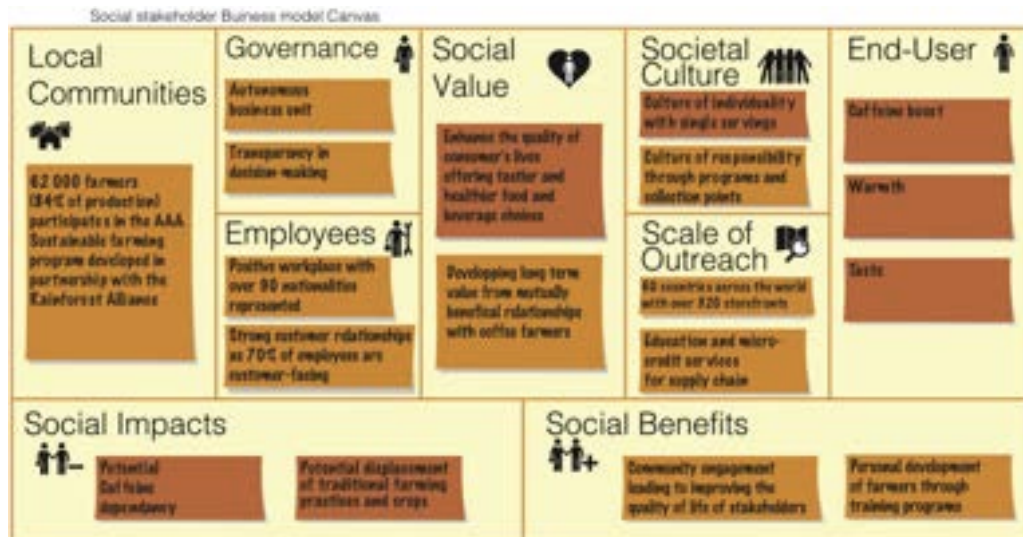 Social stakeholder Buiness model Canvas
Local
Communities
62 000 farmers
(84% of production)
participates in the AAA
Sustainable farming
program developed in
partnership with the
Rainforest Alliance
Governance
Autonomous
business unit
Transparency in
decision-making
Employees
Positive workplace with
over 90 nationalities
represented
Strong customer relationships
as 70% of employees are
customer-facing
Social
Value
Enhance the quality of
consumer's lives
offering tastier and
healthier food and
beverage choices
Developping long term
value from mutually
benefical relationships
with coffee farmers
Societal
Culture
Culture of individuality
with single servings
Culture of responsibility
through programs and
collection points
Scale of
Outreach
60 countries across the world
with over 320 storefronts
Education and micro-
credit services
for supply chain
End-User
Caffeine boost
Warmth
Taste
Social Impacts
Potential
Caffeine
dependancy
Potential displacement
of traditional farming
practices and crops
Social Benefits
Community engagement
leading to improving the
quality of life of stakeholders
Personal development
of farmers through
training programs